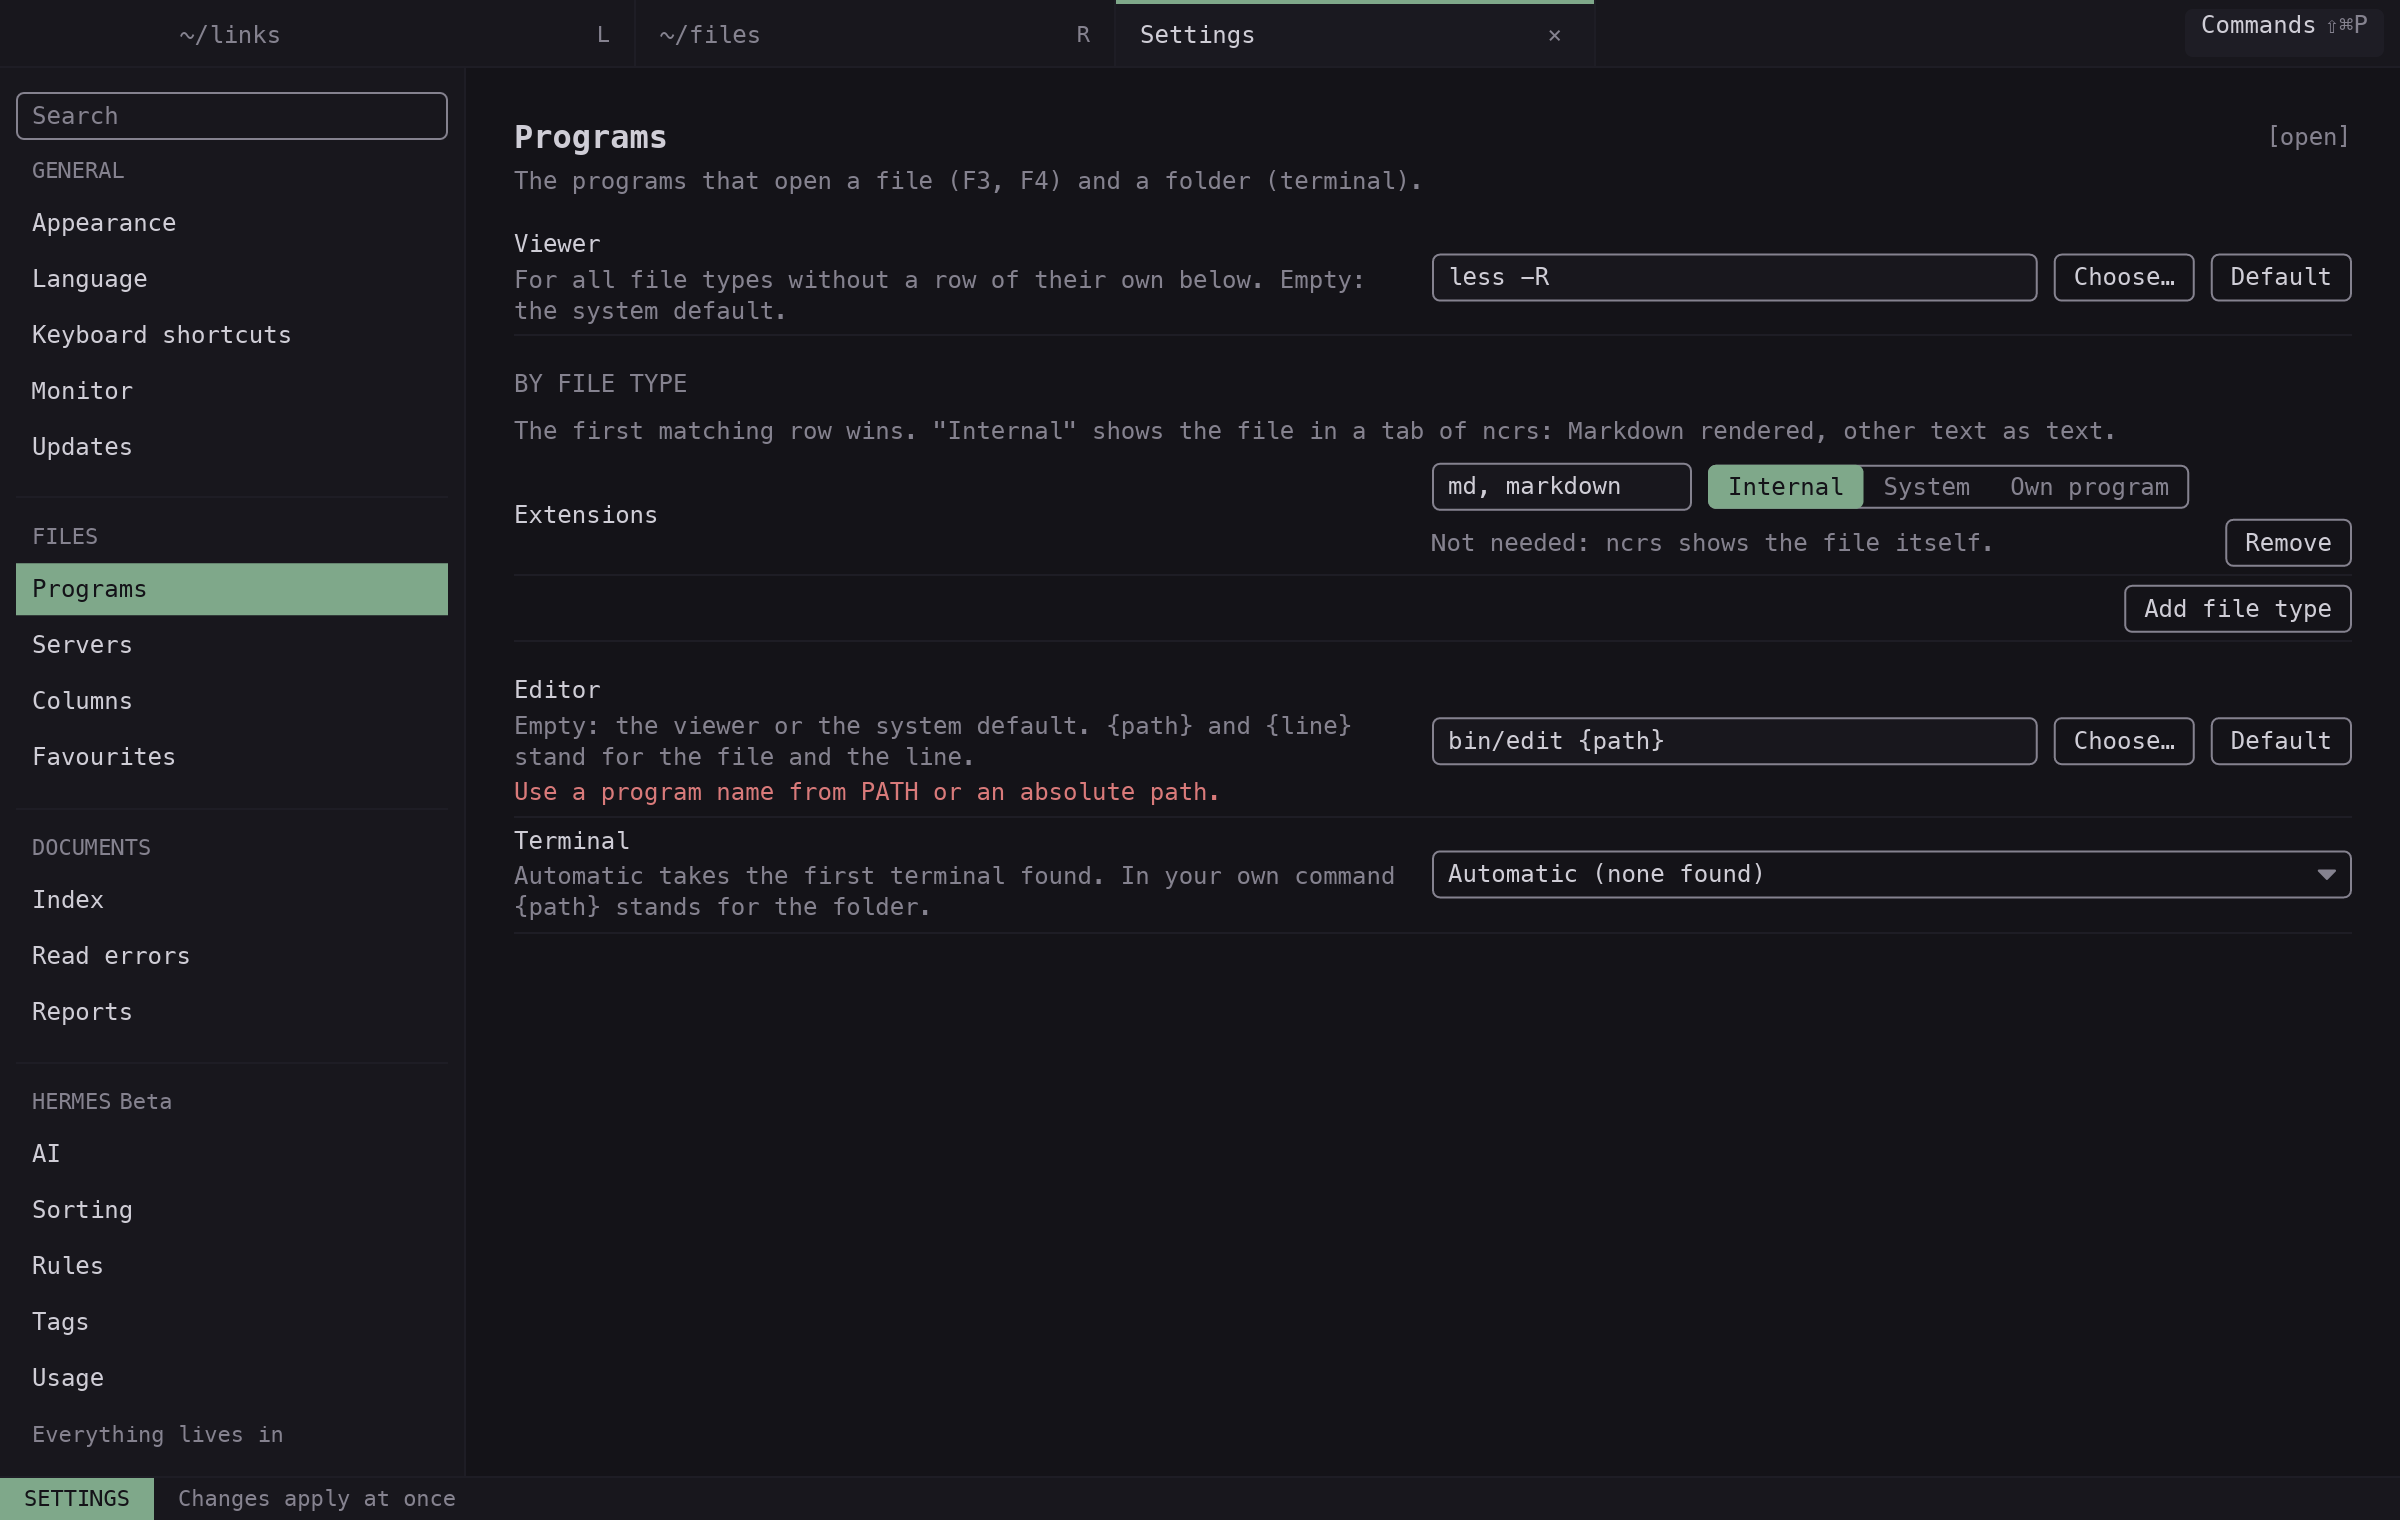 ~/links L ~/files R Settings × Commands ⇧⌘P
Search
GENERAL
Appearance
Language
Keyboard shortcuts
Monitor
Updates
FILES
Programs
Servers
Columns
Favourites
DOCUMENTS
Index
Read errors
Reports
HERMES Beta
AI
Sorting
Rules
Tags
Usage
Everything lives in
Programs [open]
The programs that open a file (F3, F4) and a folder (terminal).
Viewer
For all file types without a row of their own below. Empty:
the system default.
less -R Choose… Default
BY FILE TYPE
The first matching row wins. "Internal" shows the file in a tab of ncrs: Markdown rendered, other text as text.
Extensions
md, markdown Internal System Own program
Not needed: ncrs shows the file itself. Remove
Add file type
Editor
Empty: the viewer or the system default. {path} and {line}
stand for the file and the line.
Use a program name from PATH or an absolute path.
bin/edit {path} Choose… Default
Terminal
Automatic takes the first terminal found. In your own command
{path} stands for the folder.
Automatic (none found)
SETTINGS Changes apply at once